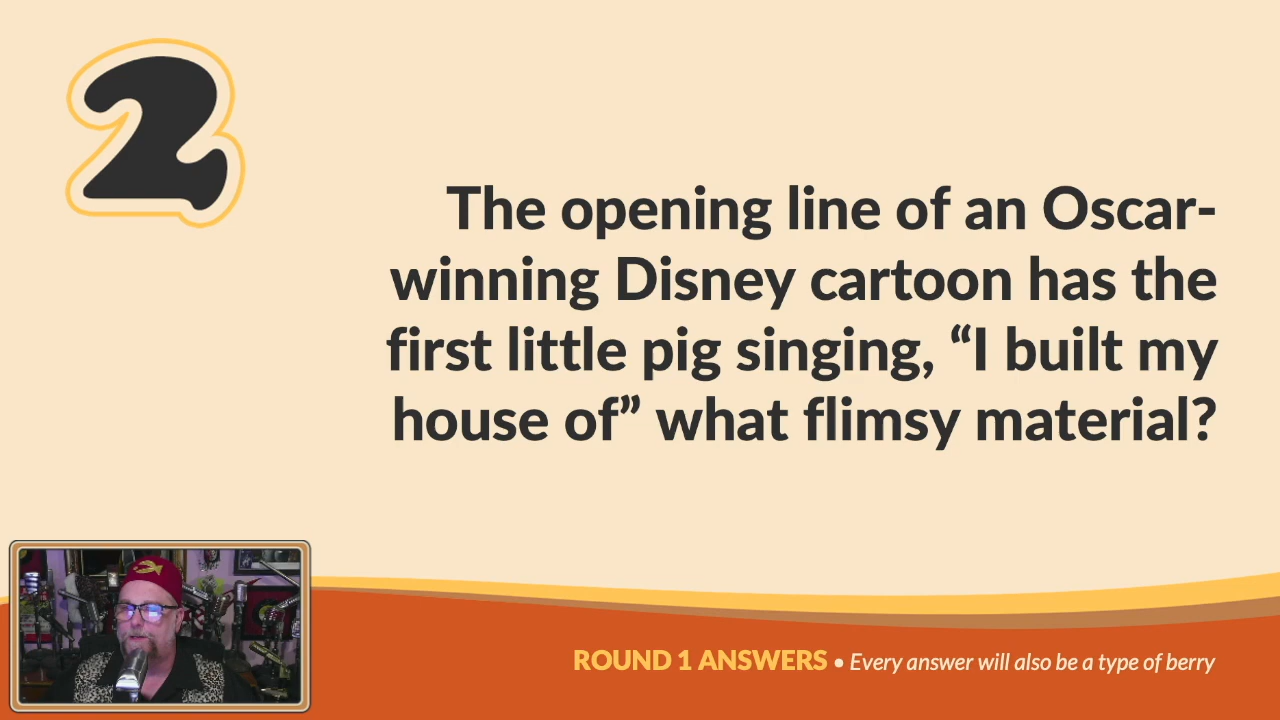 2
The opening line of an Oscar-
winning Disney cartoon has the
first little pig singing, “I built my
house of” what flimsy material?
ROUND 1 ANSWERS • Every answer will also be a type of berry